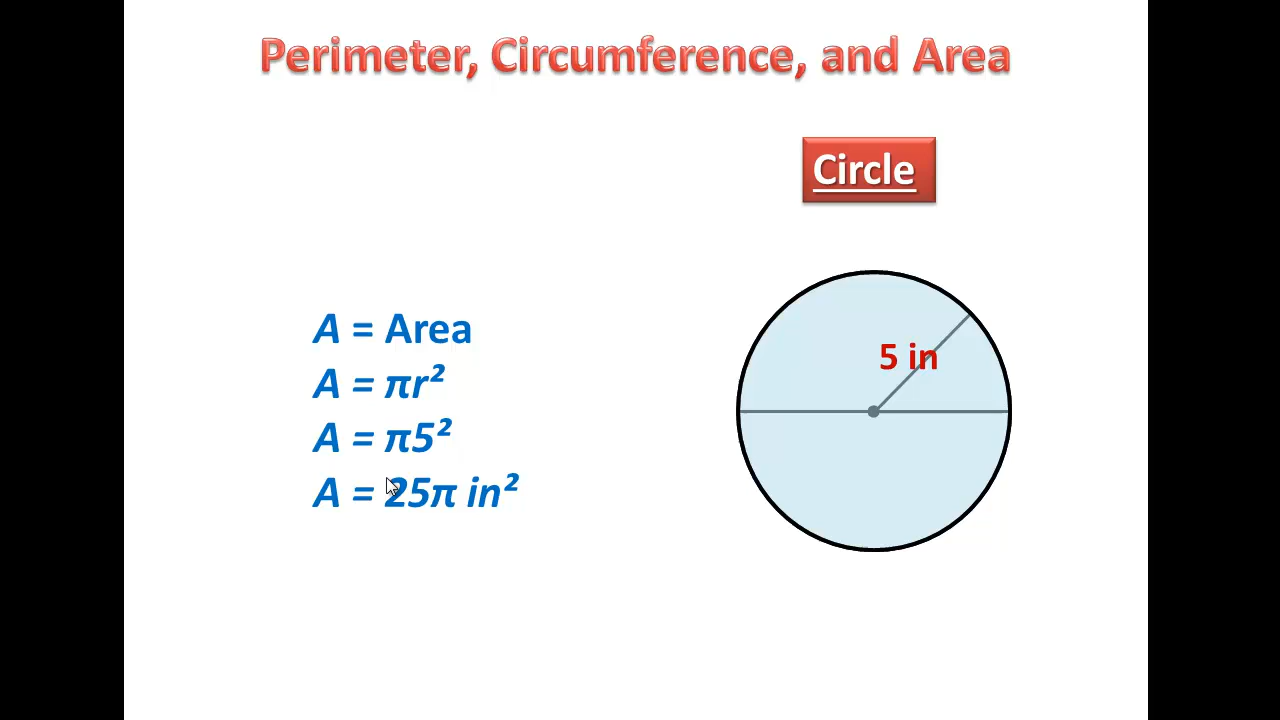 Perimeter, Circumference, and Area
Circle
5 in
A = Area
A = πr²
A = π5²
A = 25π in²